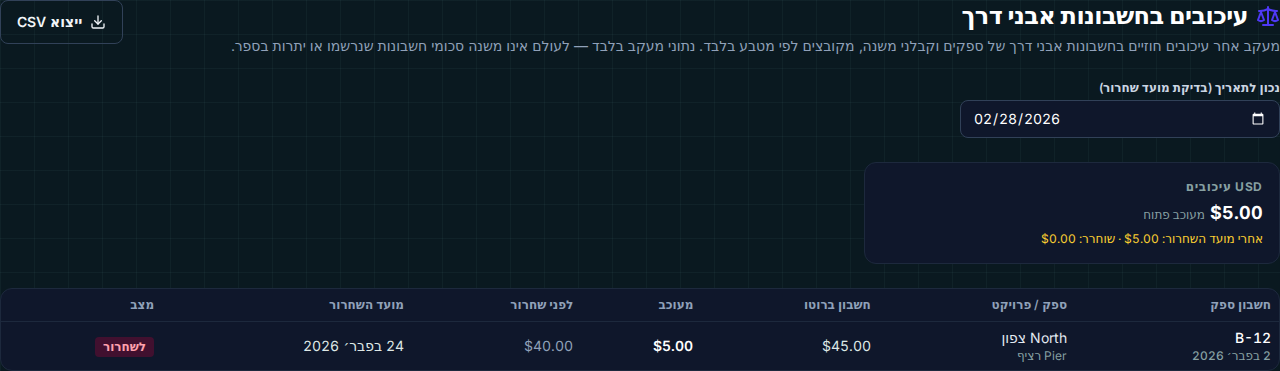 עיכובים בחשבונות אבני דרך
ייצוא CSV
מעקב אחר עיכובים חוזיים בחשבונות אבני דרך של ספקים וקבלני משנה, מקובצים לפי מטבע בלבד. נתוני מעקב בלבד — לעולם אינו משנה סכומי חשבונות שנרשמו או יתרות בספר.
נכון לתאריך (בדיקת מועד שחרור)
02/28/2026
USD עיכובים
$5.00 מעוכב פתוח
אחרי מועד השחרור: $5.00 · שוחרר: $0.00
חשבון ספק ספק / פרויקט חשבון ברוטו מעוכב לפני שחרור מועד השחרור מצב
B-12 North צפון $45.00 $5.00 $40.00 24 בפבר׳ 2026 לשחרור
2 בפבר׳ 2026 Pier רציף